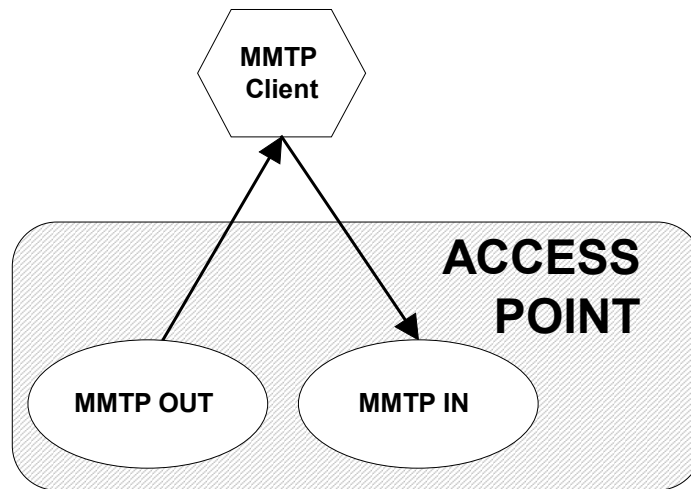 MMTP
Client
ACCESS
POINT
MMTP OUT
MMTP IN